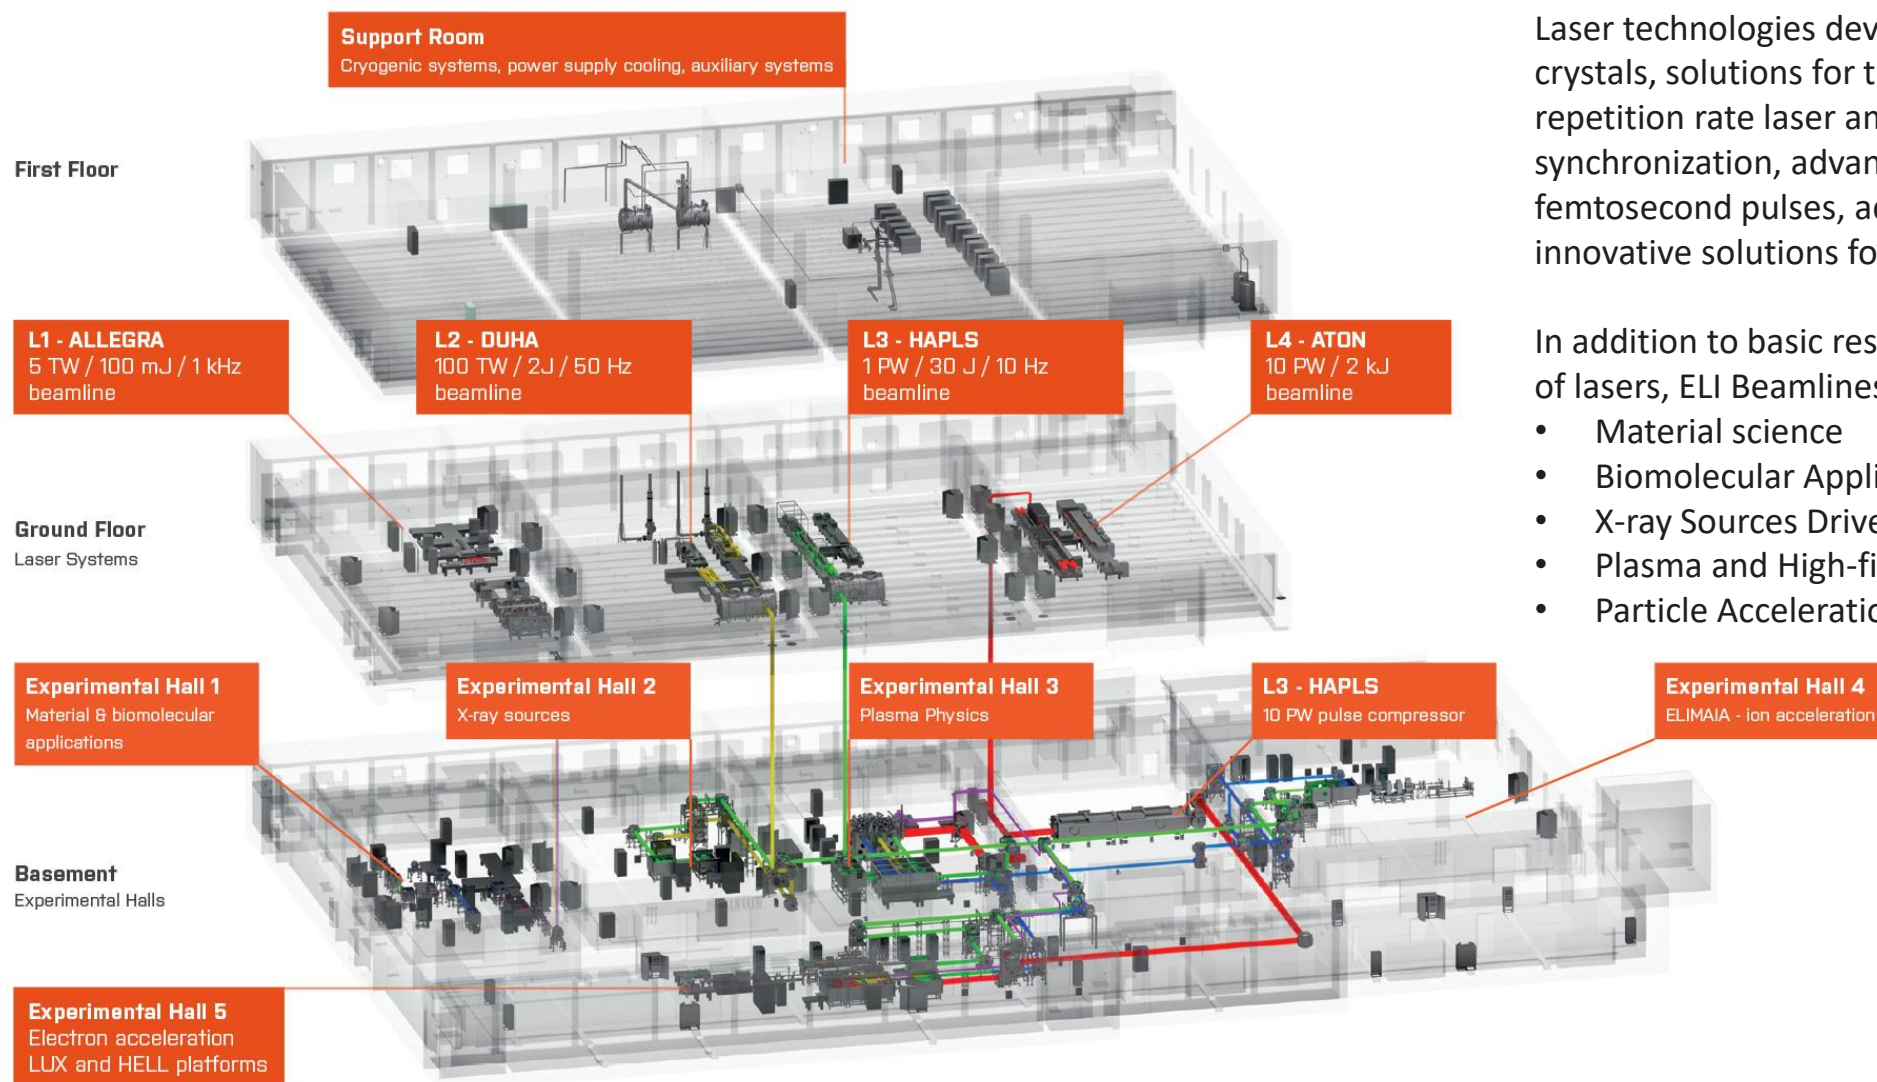 Support Room
Cryogenic systems, power supply cooling, auxiliary systems
First Floor
L1 - ALLEGRA
5 TW / 100 mJ / 1 kHz
beamline
L2 - DUHA
100 TW / 2J / 50 Hz
beamline
L3 - HAPLS
1 PW / 30 J / 10 Hz
beamline
L4 - ATON
10 PW / 2 kJ
beamline
Ground Floor
Laser Systems
Experimental Hall 1
Material & biomolecular
applications
Experimental Hall 2
X-ray sources
Experimental Hall 3
Plasma Physics
L3 - HAPLS
10 PW pulse compressor
Experimental Hall 4
ELIMAIA - ion acceleration
Basement
Experimental Halls
Experimental Hall 5
Electron acceleration
LUX and HELL platforms
Laser technologies dev
crystals, solutions for t
repetition rate laser an
synchronization, advan
femtosecond pulses, a
innovative solutions fo
In addition to basic res
of lasers, ELI Beamlines
• Material science
• Biomolecular Appli
• X-ray Sources Drive
• Plasma and High-fi
• Particle Acceleratio